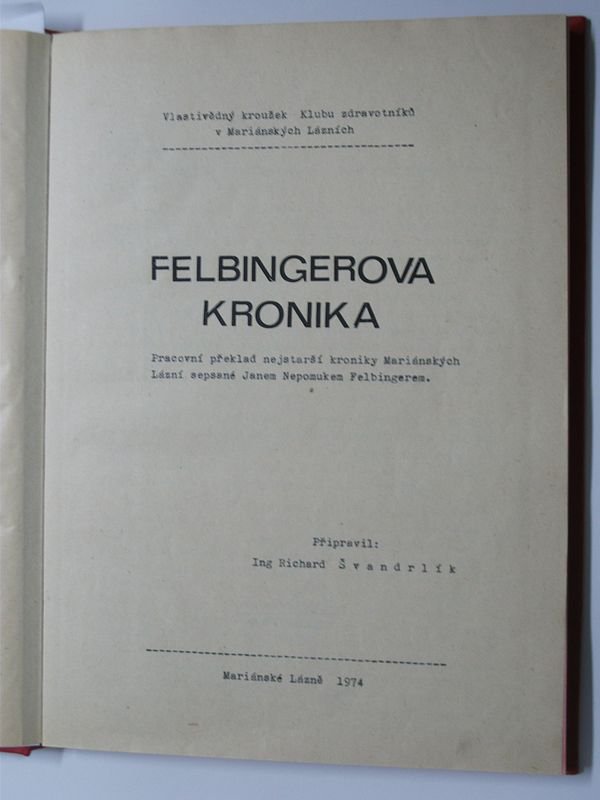 Vlastivědný kroužek Klubu zdravotníků
v Mariánských Lázních
FELBINGEROVA
KRONIKA
Pracovní překlad nejstarší kroniky Mariánských
Lázní sepsané Janem Nepomukem Felbingerem.
Připravil:
Ing Richard Š v a n d r l í k
Mariánské Lázně 1974